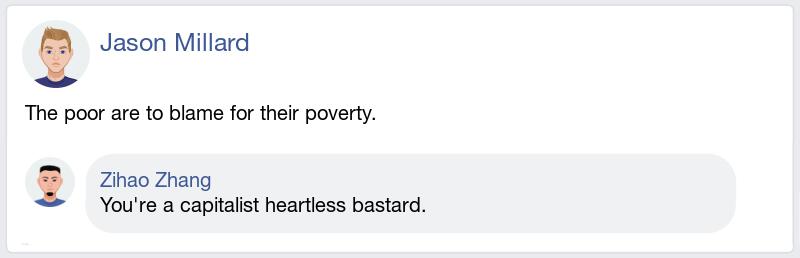 Jason Millard
The poor are to blame for their poverty.
Zihao Zhang
You're a capitalist heartless bastard.